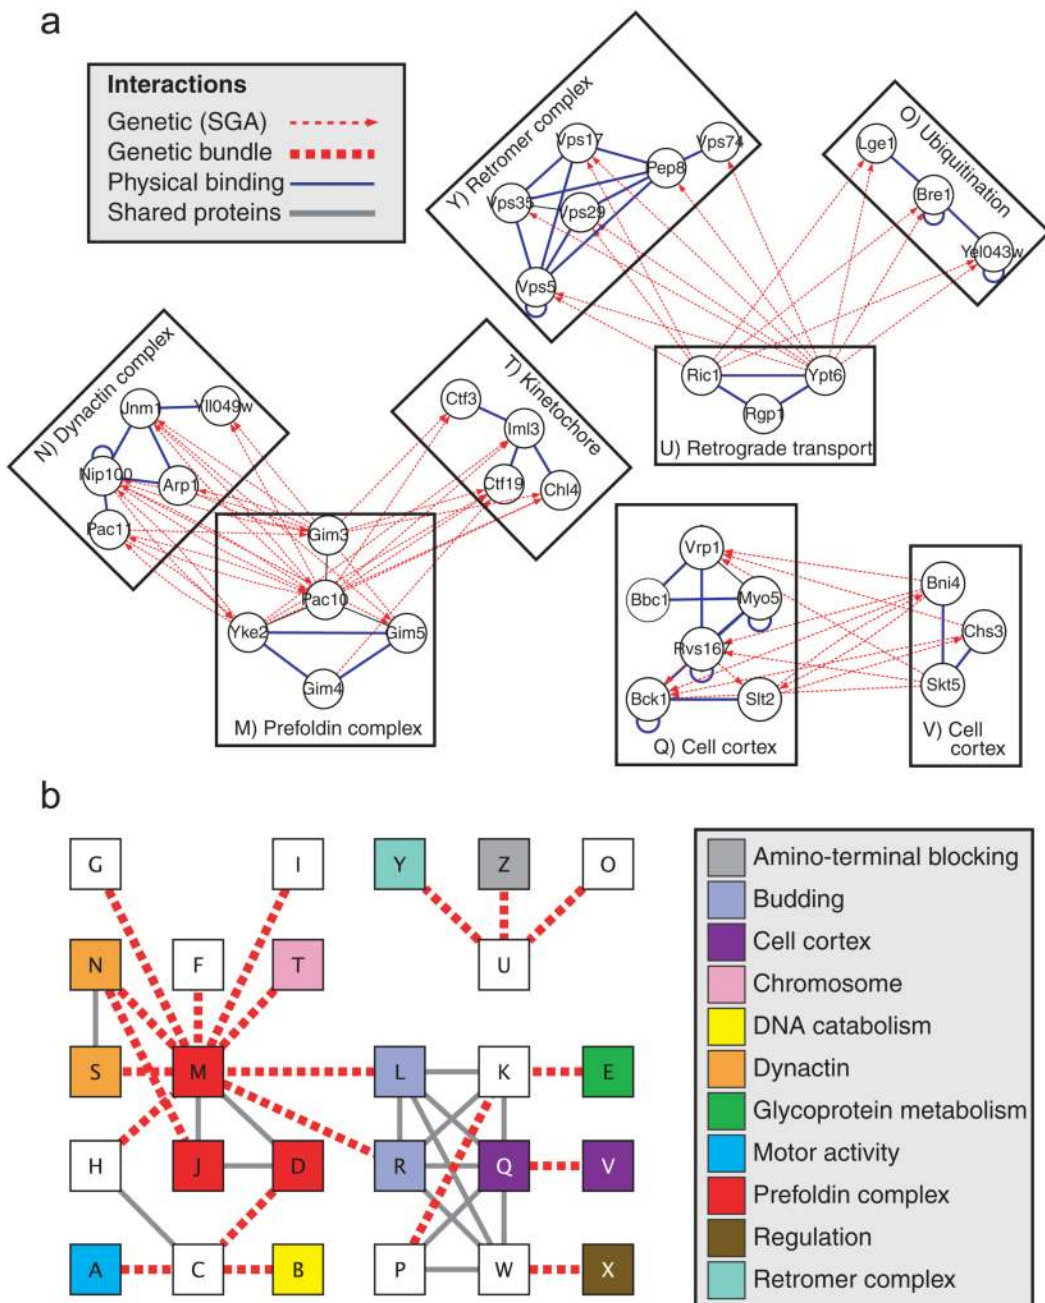 a
Interactions
Genetic (SGA)
Genetic bundle
Physical binding
Shared proteins
Y) Retromer complex
Vps17
Vps74
Pep8
Vps35
Vps29
Vps5
O) Ubiquitination
Lge1
Bre1
Yel043w
Ric1
Ypt6
Rgp1
U) Retrograde transport
N) Dynactin complex
Jnm1
Yll049w
Nip100
Arp1
Pac11
T) Kinetochore
Ctf3
Iml3
Ctf19
Chl4
Gim3
Pac10
Yke2
Gim5
Gim4
M) Prefoldin complex
Vrp1
Bbc1
Myo5
Rvs167
Bck1
Slt2
Q) Cell cortex
Bni4
Chs3
Skt5
V) Cell
cortex
b
G
I
Y
Z
O
N
F
T
U
S
M
L
K
E
H
J
D
R
Q
V
A
C
B
P
W
X
Amino-terminal blocking
Budding
Cell cortex
Chromosome
DNA catabolism
Dynactin
Glycoprotein metabolism
Motor activity
Prefoldin complex
Regulation
Retromer complex